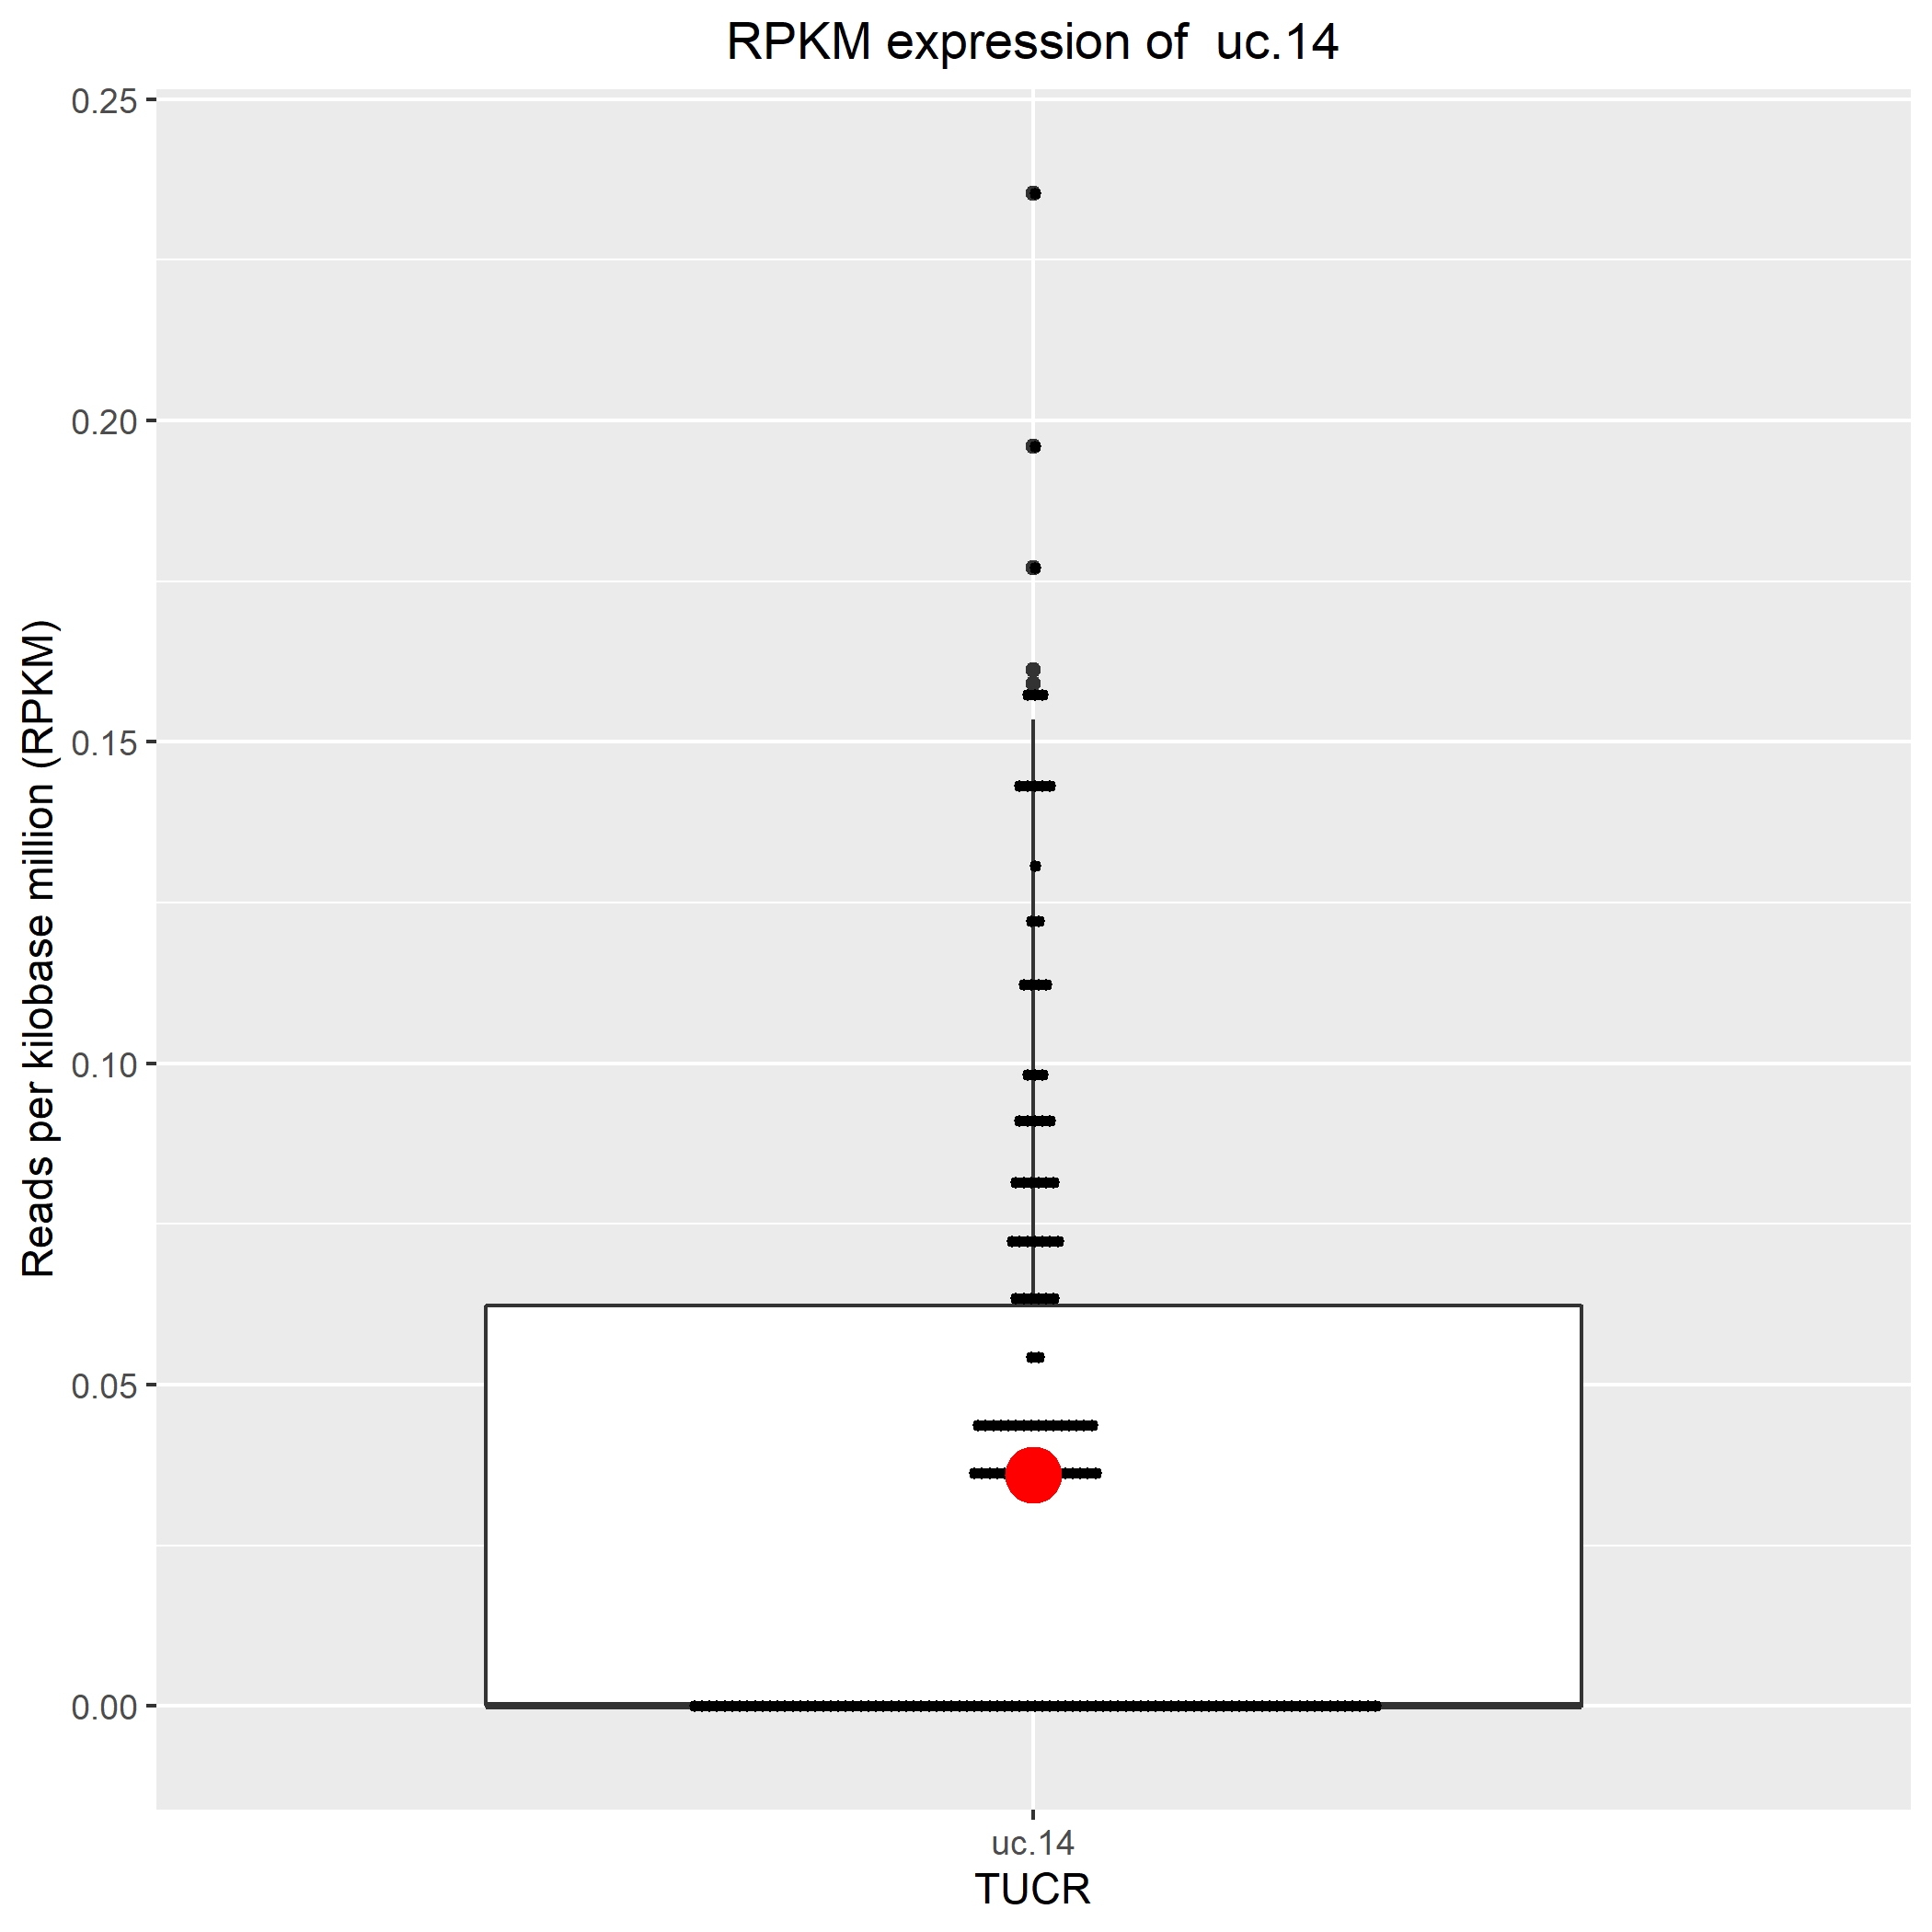 RPKM expression of  uc.14
Reads per kilobase million (RPKM)
0.25
0.20
0.15
0.10
0.05
0.00
uc.14
TUCR